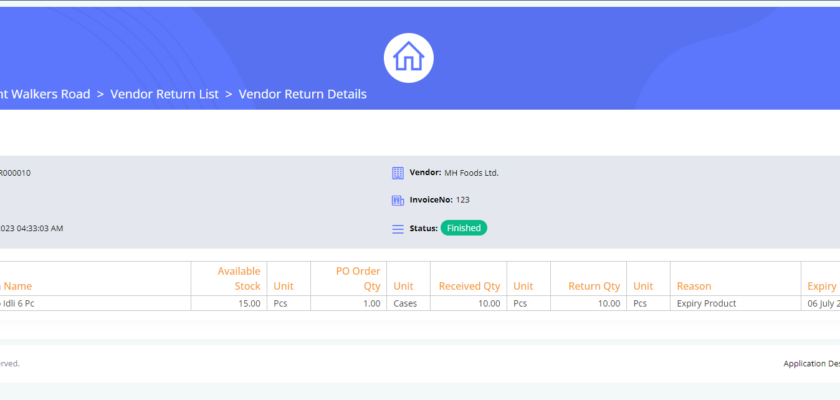 nt Walkers Road > Vendor Return List > Vendor Return Details
R000010
Vendor: MH Foods Ltd.
InvoiceNo: 123
023 04:33:03 AM
Status: Finished
Name Available Stock Unit PO Order Qty Unit Received Qty Unit Return Qty Unit Reason Expiry
Idli 6 Pc 15.00 Pcs 1.00 Cases 10.00 Pcs 10.00 Pcs Expiry Product 06 July 2
rved.
Application Des